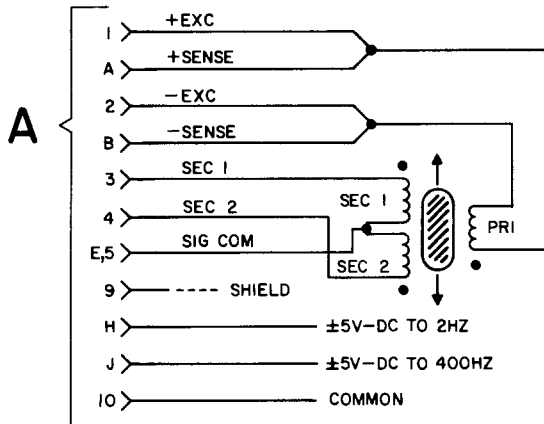 A
1 +EXC
A +SENSE
2 −EXC
B −SENSE
3 SEC 1
4 SEC 2
E,5 SIG COM
SEC 1
SEC 2
PRI
9 SHIELD
H ±5V-DC TO 2HZ
J ±5V-DC TO 400HZ
10 COMMON